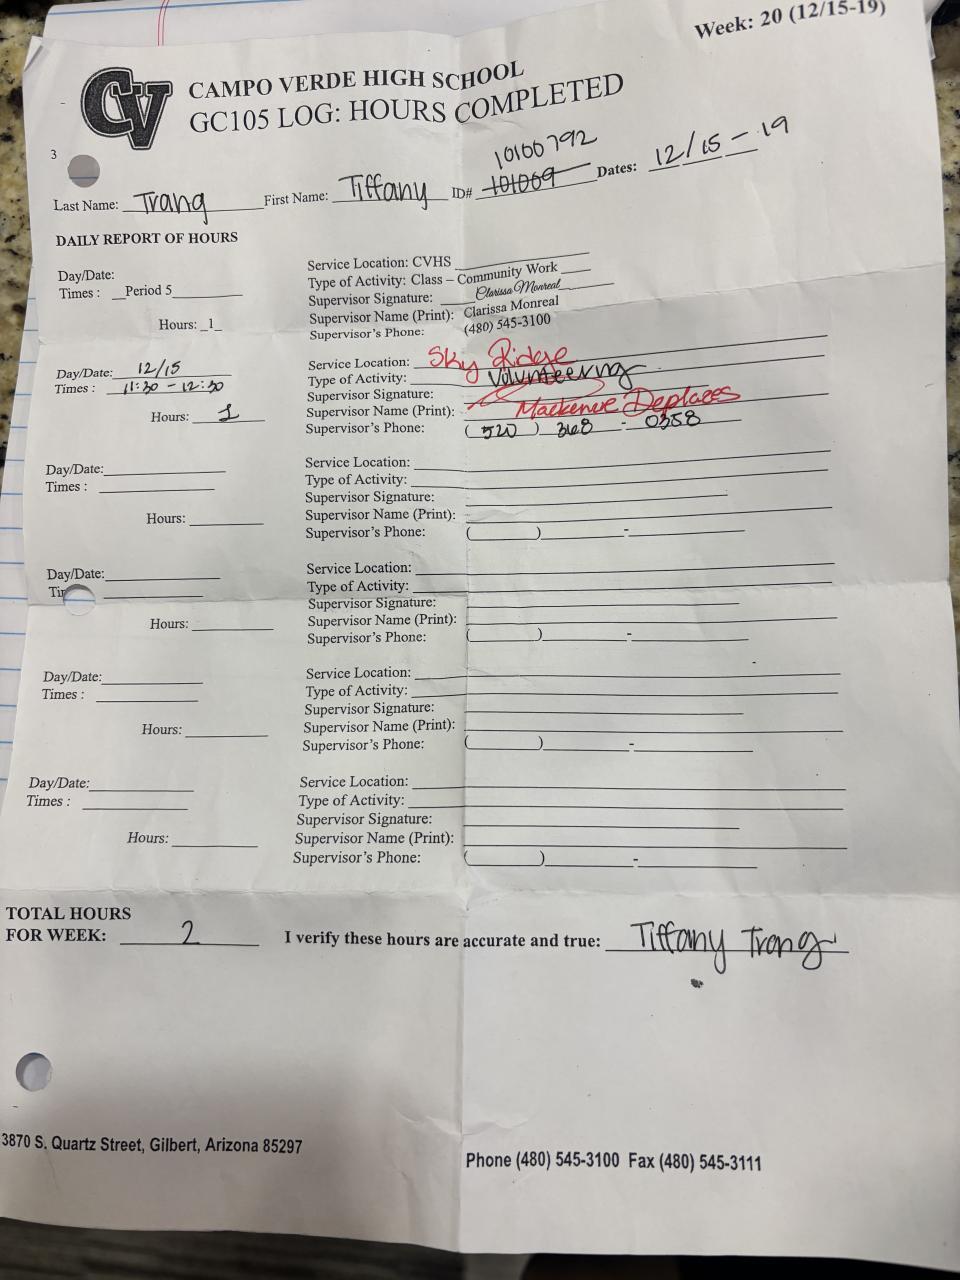 Week: 20 (12/15-19)
CV
CAMPO VERDE HIGH SCHOOL
GC105 LOG: HOURS COMPLETED
3
10100792
Last Name: Trang First Name: Tiffany ID# 101069 Dates: 12/15 - 19
DAILY REPORT OF HOURS
Day/Date:
Times : Period 5
Hours: 1
Service Location: CVHS
Type of Activity: Class – Community Work
Supervisor Signature: Clarissa Monreal
Supervisor Name (Print): Clarissa Monreal
Supervisor's Phone: (480) 545-3100
Day/Date: 12/15
Times : 11:30 - 12:30
Hours: 1
Service Location: Sky Ridge
Type of Activity: Volunteering
Supervisor Signature:
Supervisor Name (Print): Mackenzie Deplaces
Supervisor's Phone: (520) 368 - 0358
Day/Date:
Times :
Hours:
Service Location:
Type of Activity:
Supervisor Signature:
Supervisor Name (Print):
Supervisor's Phone: ( ) -
Day/Date:
Tir
Hours:
Service Location:
Type of Activity:
Supervisor Signature:
Supervisor Name (Print):
Supervisor's Phone: ( ) -
Day/Date:
Times :
Hours:
Service Location:
Type of Activity:
Supervisor Signature:
Supervisor Name (Print):
Supervisor's Phone: ( ) -
Day/Date:
Times :
Hours:
Service Location:
Type of Activity:
Supervisor Signature:
Supervisor Name (Print):
Supervisor's Phone: ( ) -
TOTAL HOURS
FOR WEEK: 2 I verify these hours are accurate and true: Tiffany Trang
3870 S. Quartz Street, Gilbert, Arizona 85297
Phone (480) 545-3100 Fax (480) 545-3111